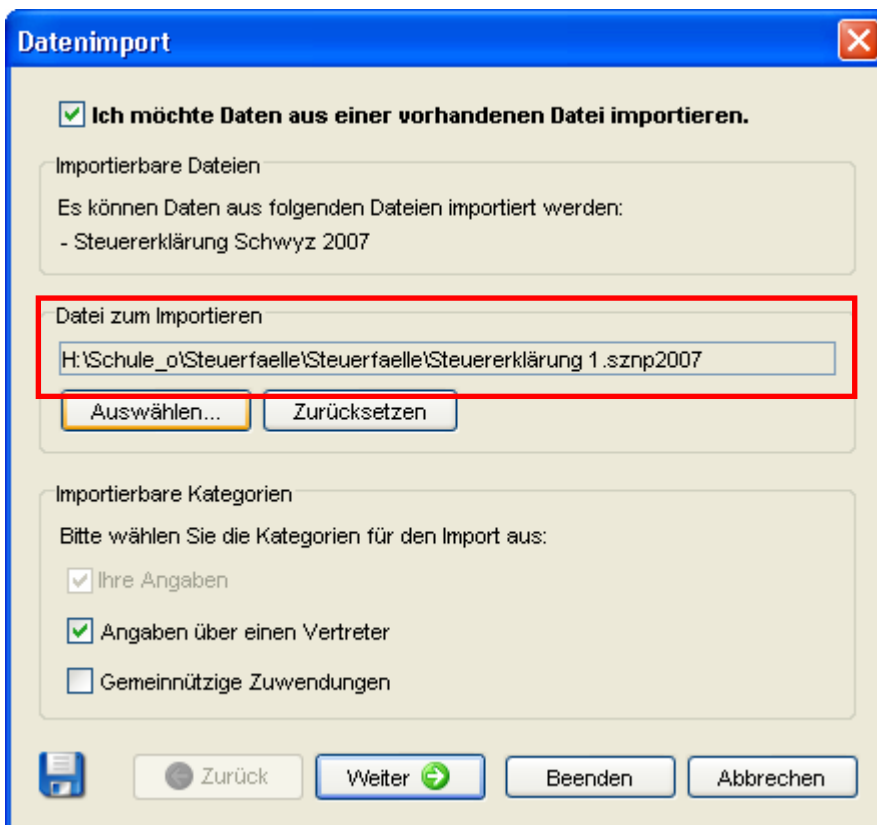 Datenimport
Ich möchte Daten aus einer vorhandenen Datei importieren.
Importierbare Dateien
Es können Daten aus folgenden Dateien importiert werden:
- Steuererklärung Schwyz 2007
Datei zum Importieren
H:\Schule_o\Steuerfaelle\Steuerfaelle\Steuererklärung 1.sznp2007
Auswählen... Zurücksetzen
Importierbare Kategorien
Bitte wählen Sie die Kategorien für den Import aus:
Ihre Angaben
Angaben über einen Vertreter
Gemeinnützige Zuwendungen
Zurück Weiter Beenden Abbrechen